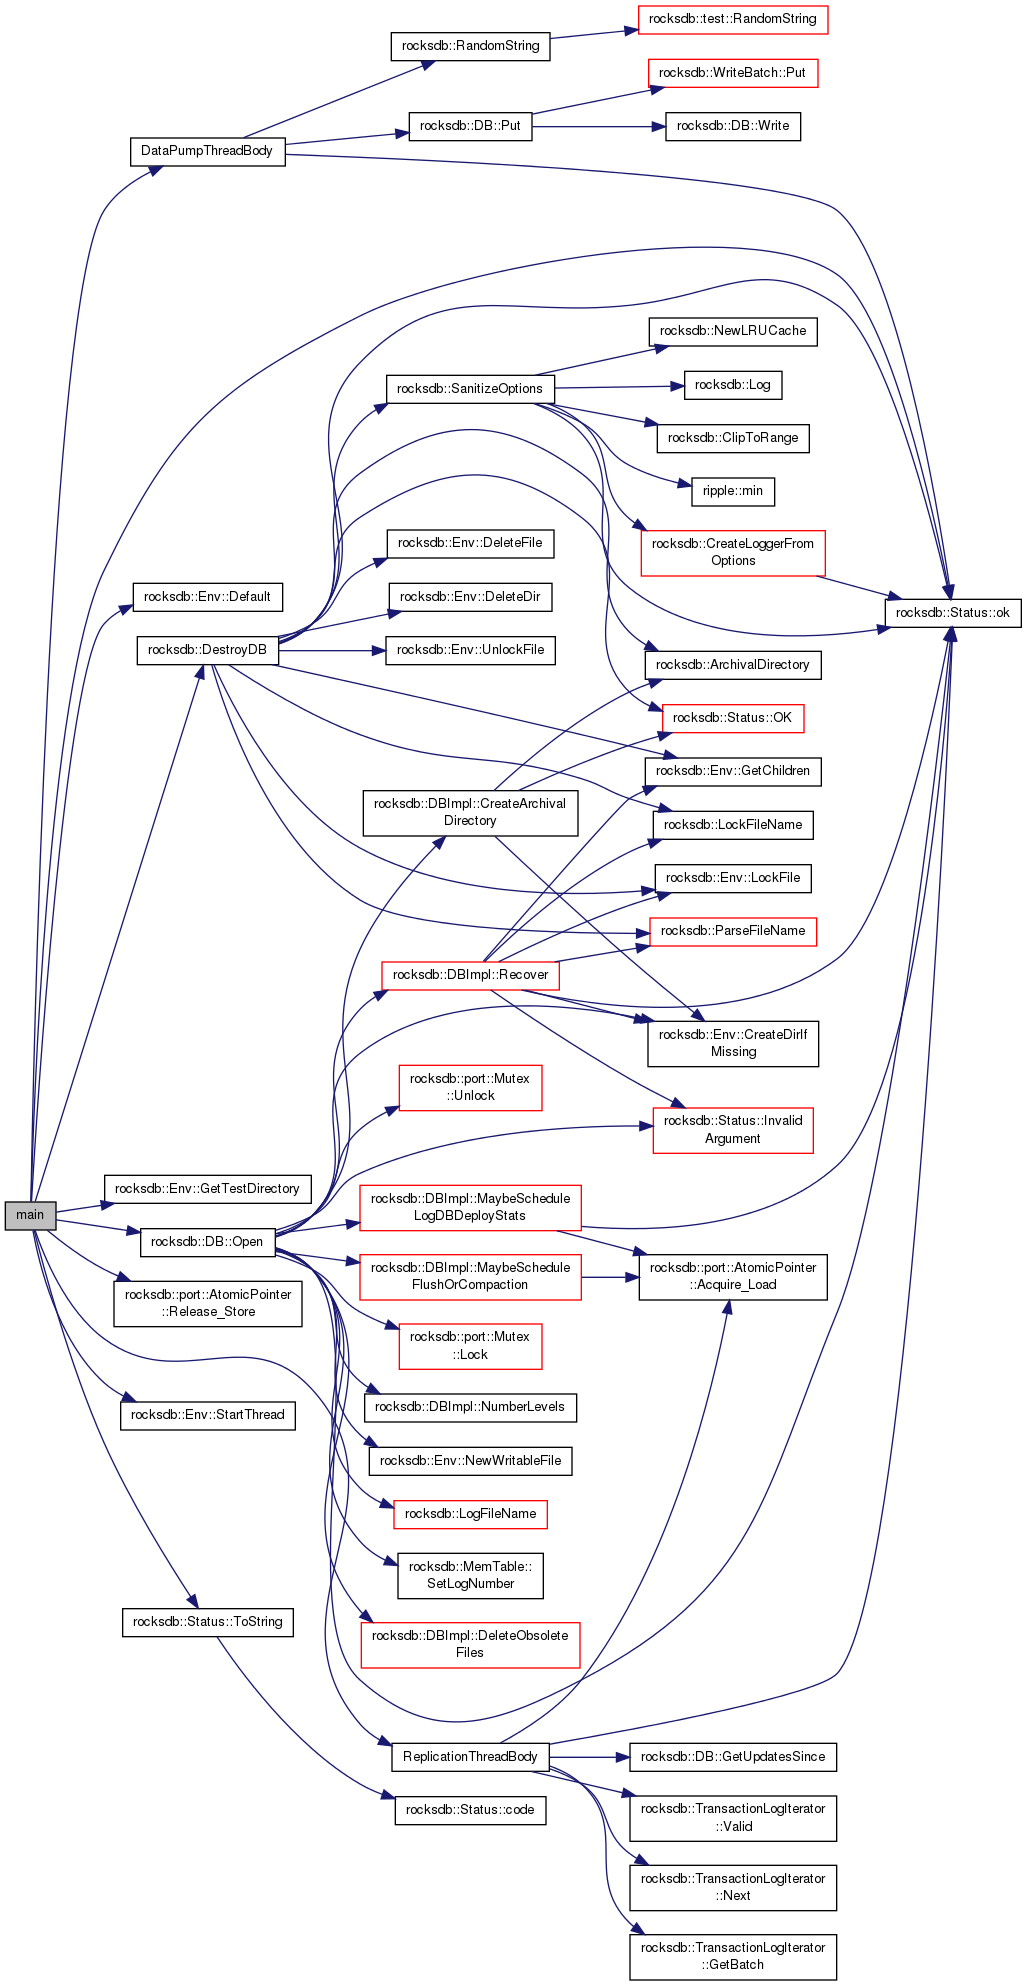 rocksdb::test::RandomString
rocksdb::RandomString
rocksdb::WriteBatch::Put
rocksdb::DB::Put
rocksdb::DB::Write
DataPumpThreadBody
rocksdb::NewLRUCache
rocksdb::SanitizeOptions
rocksdb::Log
rocksdb::ClipToRange
ripple::min
rocksdb::Env::DeleteFile
rocksdb::CreateLoggerFrom
Options
rocksdb::Env::Default
rocksdb::Env::DeleteDir
rocksdb::Status::ok
rocksdb::DestroyDB
rocksdb::Env::UnlockFile
rocksdb::ArchivalDirectory
rocksdb::Status::OK
rocksdb::Env::GetChildren
rocksdb::DBImpl::CreateArchival
Directory
rocksdb::LockFileName
rocksdb::Env::LockFile
rocksdb::ParseFileName
rocksdb::DBImpl::Recover
rocksdb::Env::CreateDirIf
Missing
rocksdb::port::Mutex
::Unlock
rocksdb::Status::Invalid
Argument
rocksdb::Env::GetTestDirectory
main
rocksdb::DBImpl::MaybeSchedule
LogDBDeployStats
rocksdb::DB::Open
rocksdb::DBImpl::MaybeSchedule
FlushOrCompaction
rocksdb::port::AtomicPointer
::Acquire_Load
rocksdb::port::AtomicPointer
::Release_Store
rocksdb::port::Mutex
::Lock
rocksdb::DBImpl::NumberLevels
rocksdb::Env::StartThread
rocksdb::Env::NewWritableFile
rocksdb::LogFileName
rocksdb::MemTable::
SetLogNumber
rocksdb::Status::ToString
rocksdb::DBImpl::DeleteObsolete
Files
ReplicationThreadBody
rocksdb::DB::GetUpdatesSince
rocksdb::Status::code
rocksdb::TransactionLogIterator
::Valid
rocksdb::TransactionLogIterator
::Next
rocksdb::TransactionLogIterator
::GetBatch